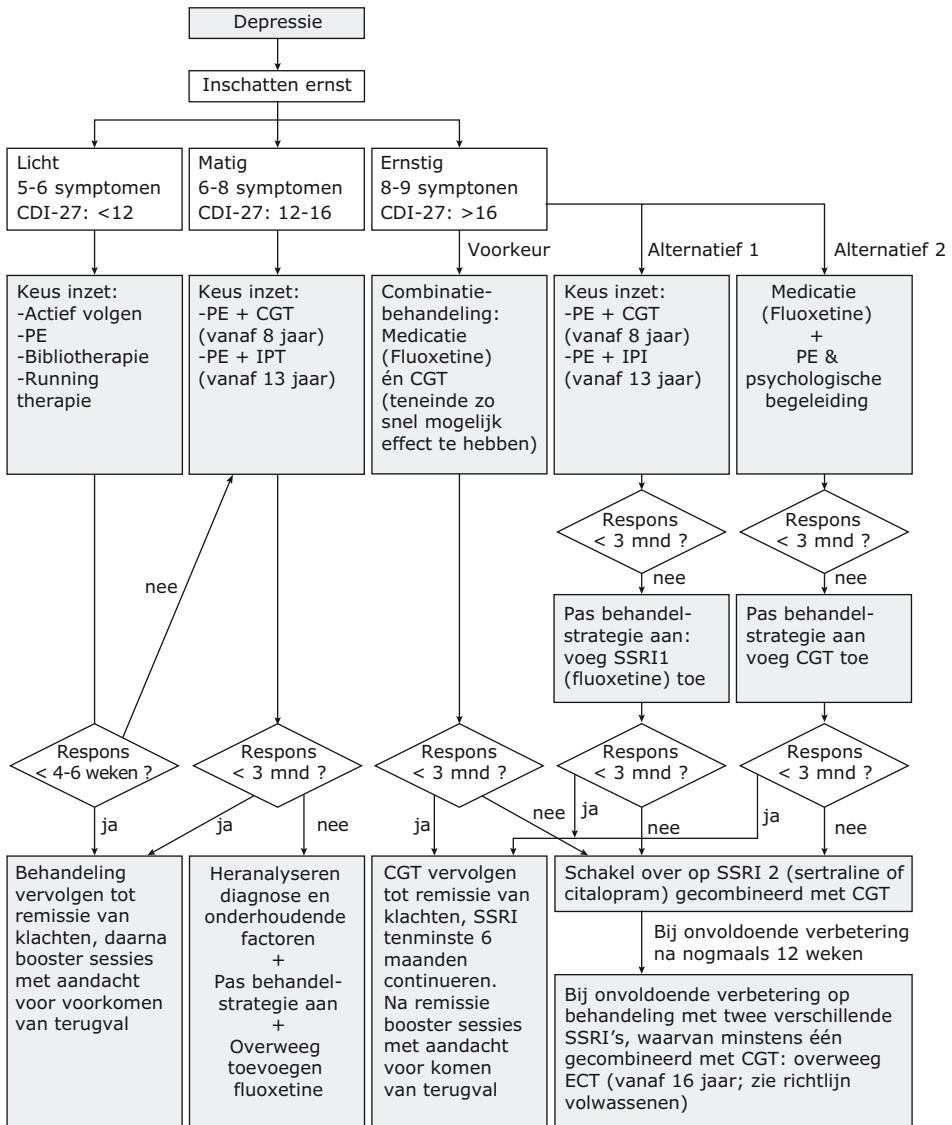 Depressie
Inschatten ernst
Licht
5-6 symptomen
CDI-27: <12
Matig
6-8 symptomen
CDI-27: 12-16
Ernstig
8-9 symptonen
CDI-27: >16
Voorkeur
Alternatief 1
Alternatief 2
Keus inzet:
-Actief volgen
-PE
-Bibliotherapie
-Running
therapie
Keus inzet:
-PE + CGT
(vanaf 8 jaar)
-PE + IPT
(vanaf 13 jaar)
Combinatie-
behandeling:
Medicatie
(Fluoxetine)
én CGT
(teneinde zo
snel mogelijk
effect te hebben)
Keus inzet:
-PE + CGT
(vanaf 8 jaar)
-PE + IPI
(vanaf 13 jaar)
Medicatie
(Fluoxetine)
+
PE &
psychologische
begeleiding
Respons
< 3 mnd ?
Respons
< 3 mnd ?
nee
nee
nee
Pas behandel-
strategie aan:
voeg SSRI1
(fluoxetine) toe
Pas behandel-
strategie aan
voeg CGT toe
Respons
< 4-6 weken ?
Respons
< 3 mnd ?
Respons
< 3 mnd ?
Respons
< 3 mnd ?
Respons
< 3 mnd ?
ja
ja
nee
ja
nee
ja
nee
ja
nee
Behandeling
vervolgen tot
remissie van
klachten, daarna
booster sessies
met aandacht
voor voorkomen
van terugval
Heranalyseren
diagnose en
onderhoudende
factoren
+
Pas behandel-
strategie aan
+
Overweeg
toevoegen
fluoxetine
CGT vervolgen
tot remissie van
klachten, SSRI
tenminste 6
maanden
continueren.
Na remissie
booster sessies
met aandacht
voor komen
van terugval
Schakel over op SSRI 2 (sertraline of
citalopram) gecombineerd met CGT
Bij onvoldoende verbetering
na nogmaals 12 weken
Bij onvoldoende verbetering op
behandeling met twee verschillende
SSRI's, waarvan minstens één
gecombineerd met CGT: overweeg
ECT (vanaf 16 jaar; zie richtlijn
volwassenen)